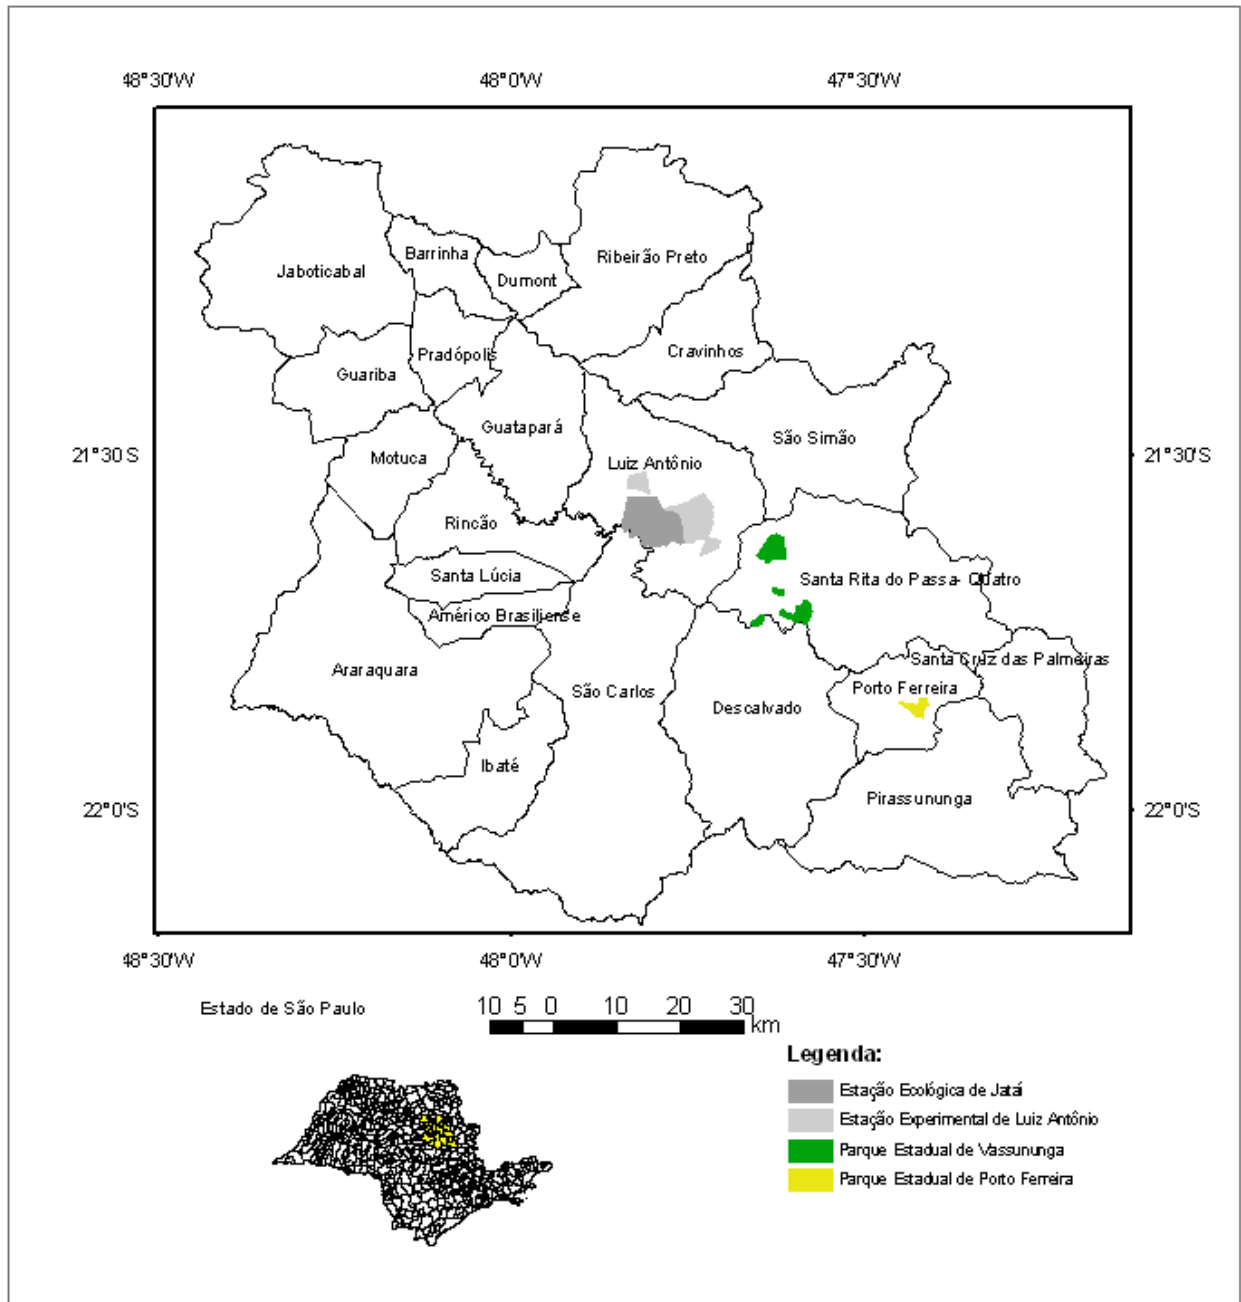 48°30'W 48°0'W 47°30'W
Barrinha
Ribeirão Preto
Jaboticabal
Dumont
Cravinhos
Pradópolis
Guariba
Guatapará
São Simão
21°30'S 21°30'S
Motuca
Luiz Antônio
Rincão
Santa Lúcia
Santa Rita do Passa- Quatro
Américo Brasiliense
Santa Cruz das Palmeiras
Araraquara
Porto Ferreira
São Carlos
Descalvado
Ibaté
Pirassununga
22°0'S 22°0'S
48°30'W 48°0'W 47°30'W
Estado de São Paulo
10 5 0 10 20 30
km
Legenda:
Estação Ecológica de Jataí
Estação Experimental de Luiz Antônio
Parque Estadual de Vassununga
Parque Estadual de Porto Ferreira